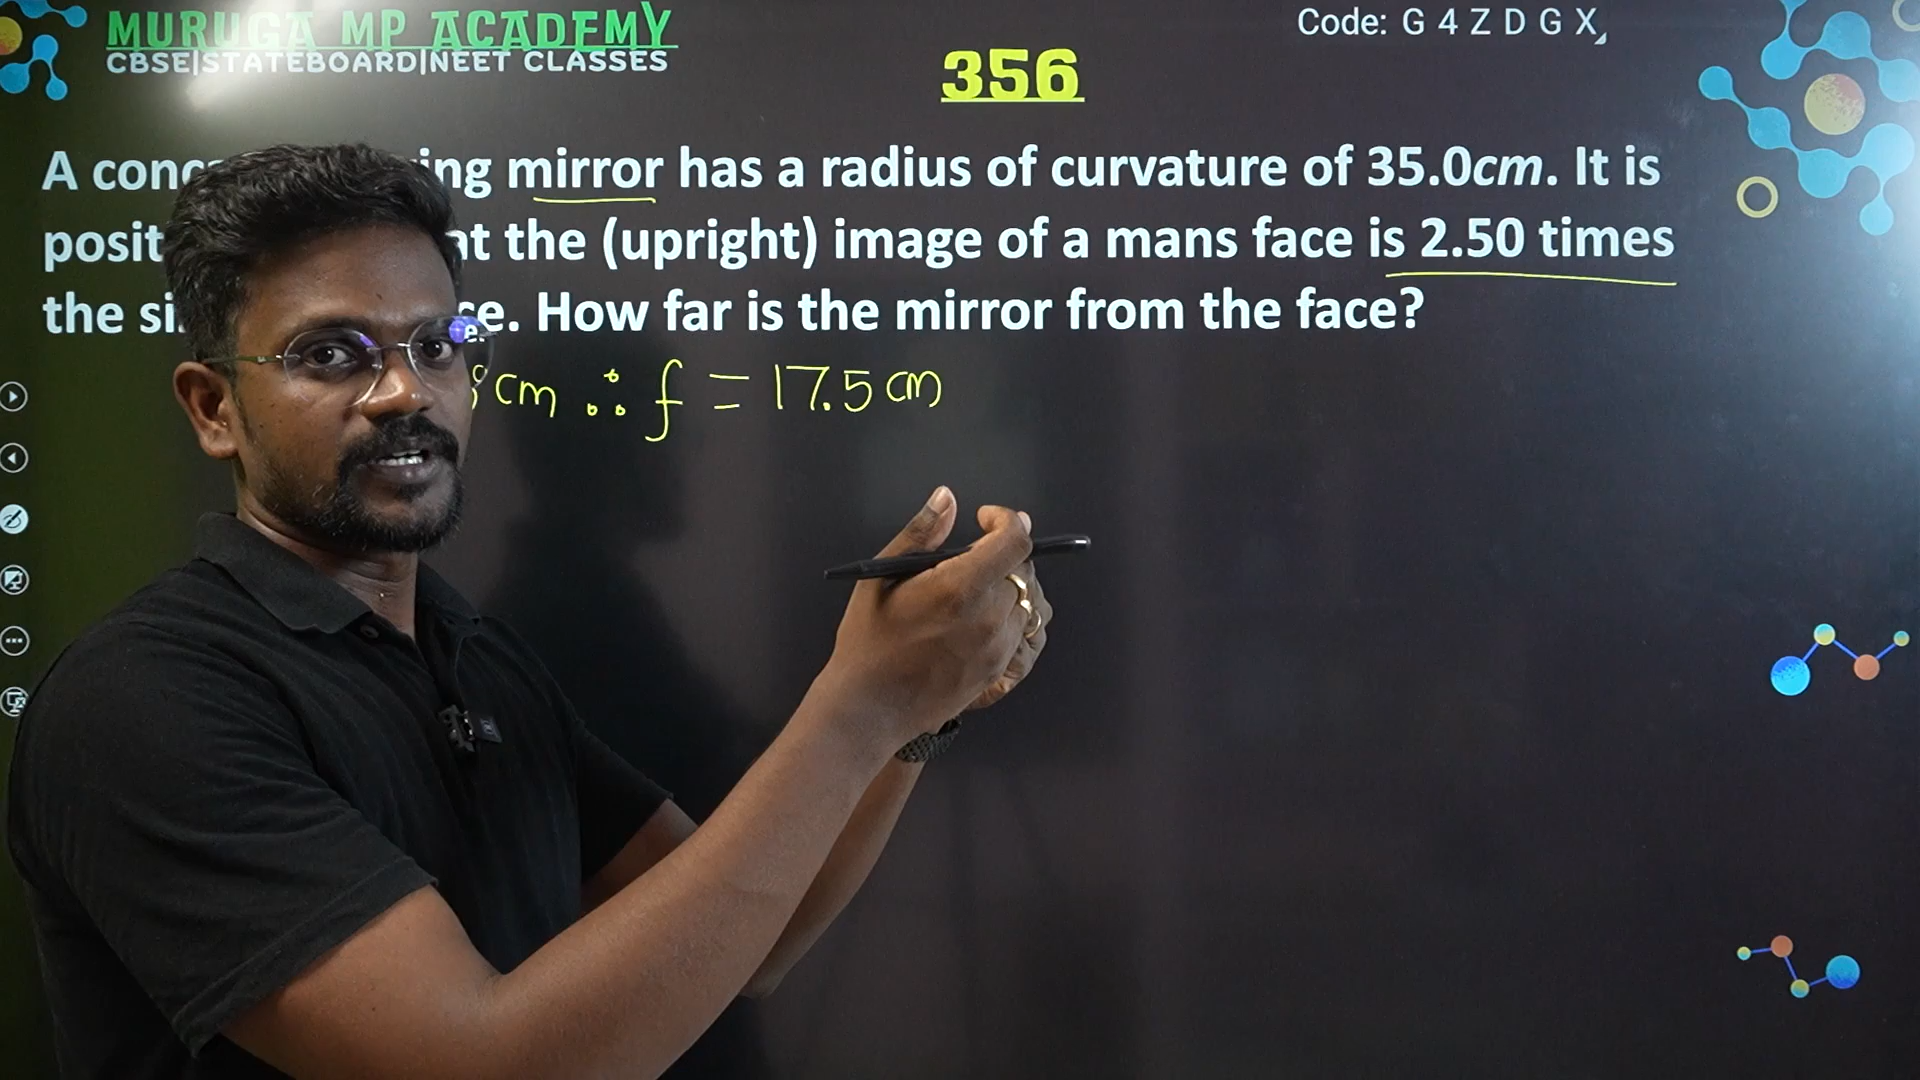 MURUGA MP ACADEMY
CBSE|STATEBOARD|NEET CLASSES
Code: G 4 Z D G X
356
A conc ing mirror has a radius of curvature of 35.0cm. It is
posit at the (upright) image of a mans face is 2.50 times
the si ce. How far is the mirror from the face?
cm ∴ f = 17.5 cm